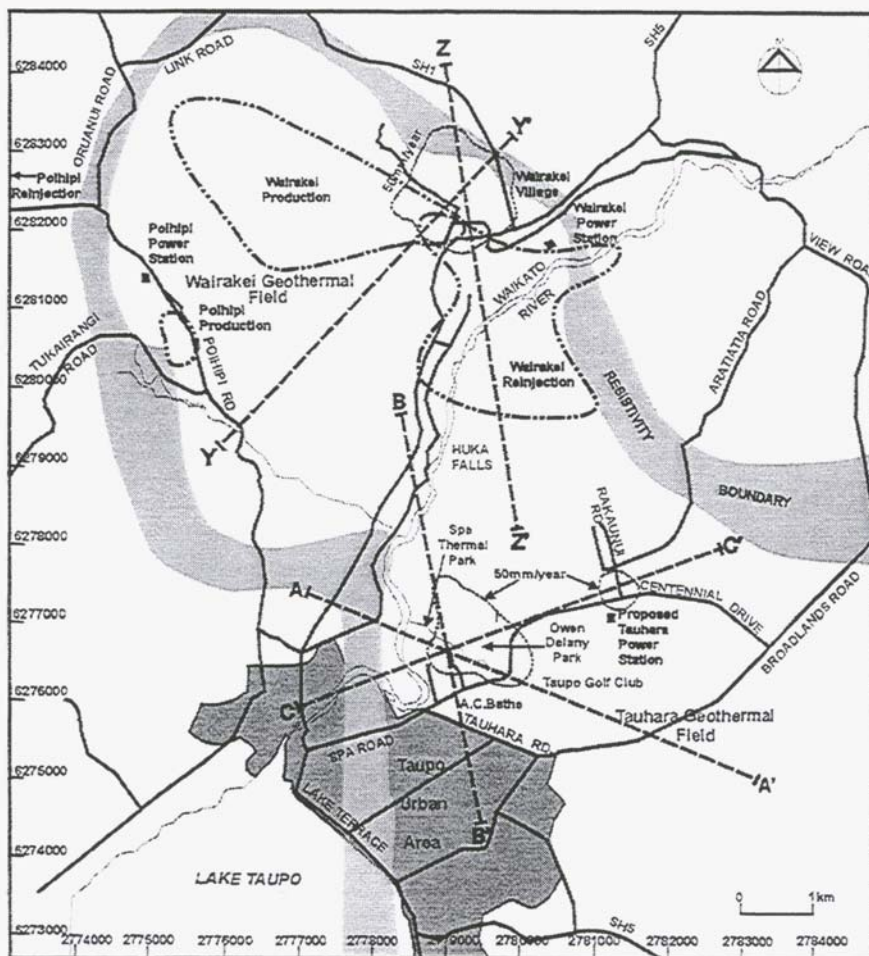 N
6284000
6283000
6282000
6281000
6280000
6279000
6278000
6277000
6276000
6275000
6274000
6273000
2774000
2775000
2776000
2777000
2778000
2779000
2780000
2781000
2782000
2783000
2784000
LINK ROAD
ORUANUI ROAD
SH1
SH5
Z
Y'
50mm/year
Poihipi
Reinjection
Wairakei
Production
Wairakei
Village
Wairakei
Power
Station
Poihipi
Power
Station
Wairakei Geothermal
Field
WAIKATO
RIVER
VIEW ROAD
ARATIATIA ROAD
Poihipi
Production
POIHIPI RD
TUKAIRANGI
ROAD
Wairakei
Reinjection
RESISTIVITY
BOUNDARY
B
Y
HUKA
FALLS
RAKAUNUI
RD
Z'
C'
Spa
Thermal
Park
50mm/year
A
CENTENNIAL
DRIVE
BROADLANDS ROAD
Owen
Delany
Park
Proposed
Tauhara
Power
Station
Taupo Golf Club
C
A.C.Baths
TAUHARA RD
Tauhara Geothermal
Field
SPA ROAD
A'
Taupo
Urban
Area
LAKE TERRACE
B'
LAKE TAUPO
SH5
0
1km